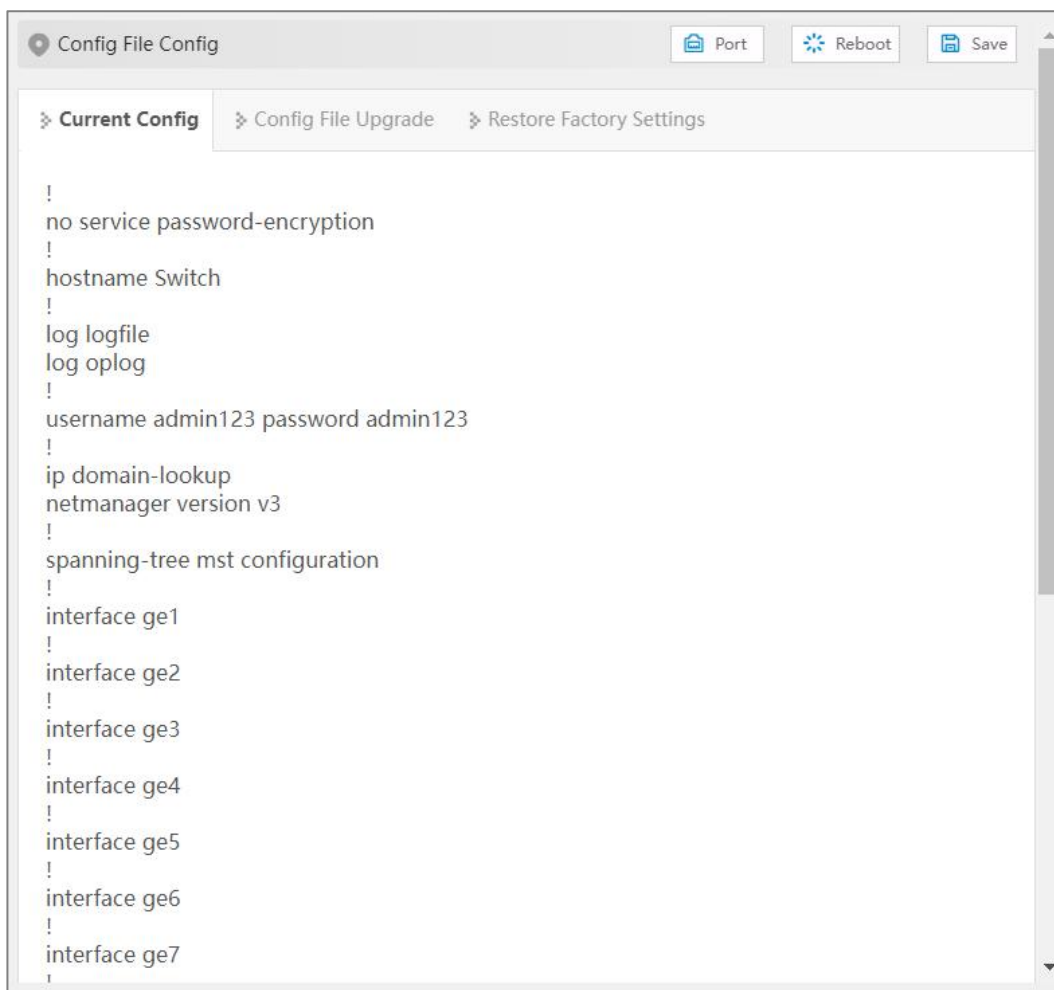 Config File Config
Port
Reboot
Save
Current Config
Config File Upgrade
Restore Factory Settings
!
no service password-encryption
!
hostname Switch
!
log logfile
log oplog
!
username admin123 password admin123
!
ip domain-lookup
netmanager version v3
!
spanning-tree mst configuration
!
interface ge1
!
interface ge2
!
interface ge3
!
interface ge4
!
interface ge5
!
interface ge6
!
interface ge7
!